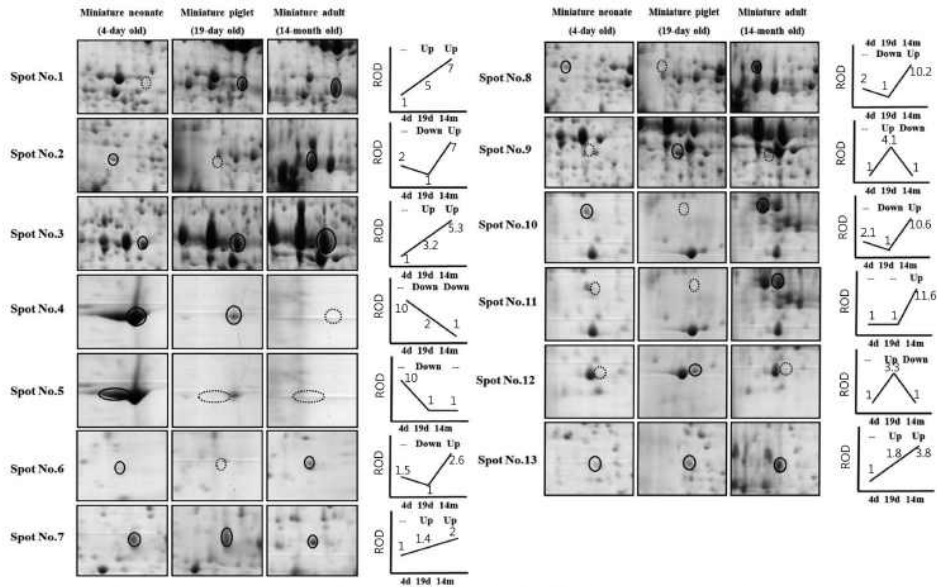 Miniature neonate Miniature piglet Miniature adult
(4-day old) (19-day old) (14-month old)
Spot No.1
ROD
-- Up Up
1 5 7
Spot No.2
ROD
-- Down Up
2 1 7
Spot No.3
ROD
-- Up Up
1 3.2 5.3
4d 19d 14m
Spot No.4
ROD
-- Down Down
10 2 1
4d 19d 14m
Spot No.5
ROD
-- Down --
10 1 1
4d 19d 14m
Spot No.6
ROD
-- Down Up
1.5 1 2.6
4d 19d 14m
Spot No.7
ROD
-- Up Up
1 1.4 2
4d 19d 14m
Miniature neonate Miniature piglet Miniature adult
(4-day old) (19-day old) (14-month old)
4d 19d 14m
Spot No.8
ROD
-- Down Up
2 1 10.2
4d 19d 14m
Spot No.9
ROD
-- Up Down
1 4.1 1
4d 19d 14m
Spot No.10
ROD
-- Down Up
2.1 1 10.6
4d 19d 14m
Spot No.11
ROD
-- -- Up
1 1 11.6
4d 19d 14m
Spot No.12
ROD
-- Up Down
1 3.3 1
4d 19d 14m
Spot No.13
ROD
-- Up Up
1 1.8 3.8
4d 19d 14m